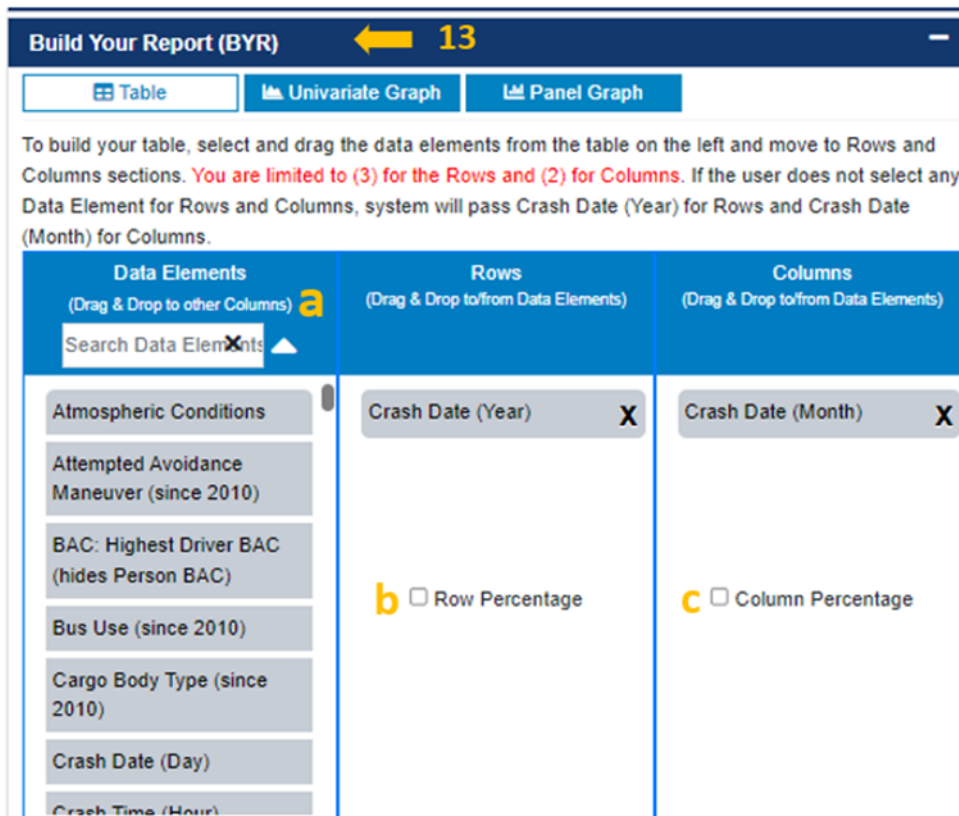 Build Your Report (BYR) 13
Table Univariate Graph Panel Graph
To build your table, select and drag the data elements from the table on the left and move to Rows and
Columns sections. You are limited to (3) for the Rows and (2) for Columns. If the user does not select any
Data Element for Rows and Columns, system will pass Crash Date (Year) for Rows and Crash Date
(Month) for Columns.
Data Elements
(Drag & Drop to other Columns) a
Search Data Elements X
Rows
(Drag & Drop to/from Data Elements)
Columns
(Drag & Drop to/from Data Elements)
Atmospheric Conditions
Attempted Avoidance
Maneuver (since 2010)
BAC: Highest Driver BAC
(hides Person BAC)
Bus Use (since 2010)
Cargo Body Type (since
2010)
Crash Date (Day)
Crash Time (Hour)
Crash Date (Year) X
b Row Percentage
Crash Date (Month) X
c Column Percentage